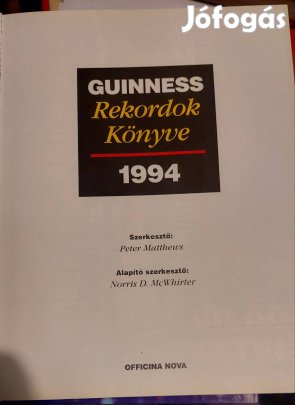 Jófogás
GUINNESS
Rekordok
Könyve
1994
Szerkesztő:
Peter Matthews
Alapító szerkesztő:
Norris D. McWhirter
OFFICINA NOVA